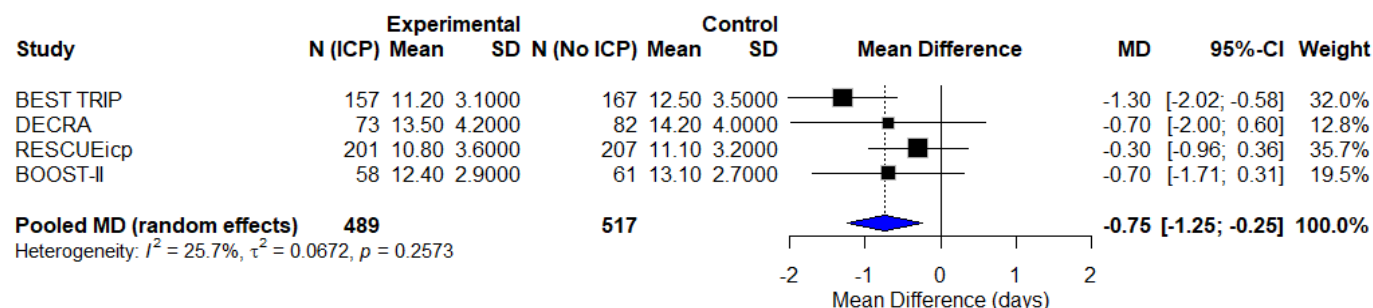 Experimental Control
Study N (ICP) Mean SD N (No ICP) Mean SD Mean Difference MD 95%-CI Weight
BEST TRIP 157 11.20 3.1000 167 12.50 3.5000 -1.30 [-2.02; -0.58] 32.0%
DECRA 73 13.50 4.2000 82 14.20 4.0000 -0.70 [-2.00; 0.60] 12.8%
RESCUEicp 201 10.80 3.6000 207 11.10 3.2000 -0.30 [-0.96; 0.36] 35.7%
BOOST-II 58 12.40 2.9000 61 13.10 2.7000 -0.70 [-1.71; 0.31] 19.5%
Pooled MD (random effects) 489 517 -0.75 [-1.25; -0.25] 100.0%
Heterogeneity: I² = 25.7%, τ² = 0.0672, p = 0.2573
-2 -1 0 1 2
Mean Difference (days)